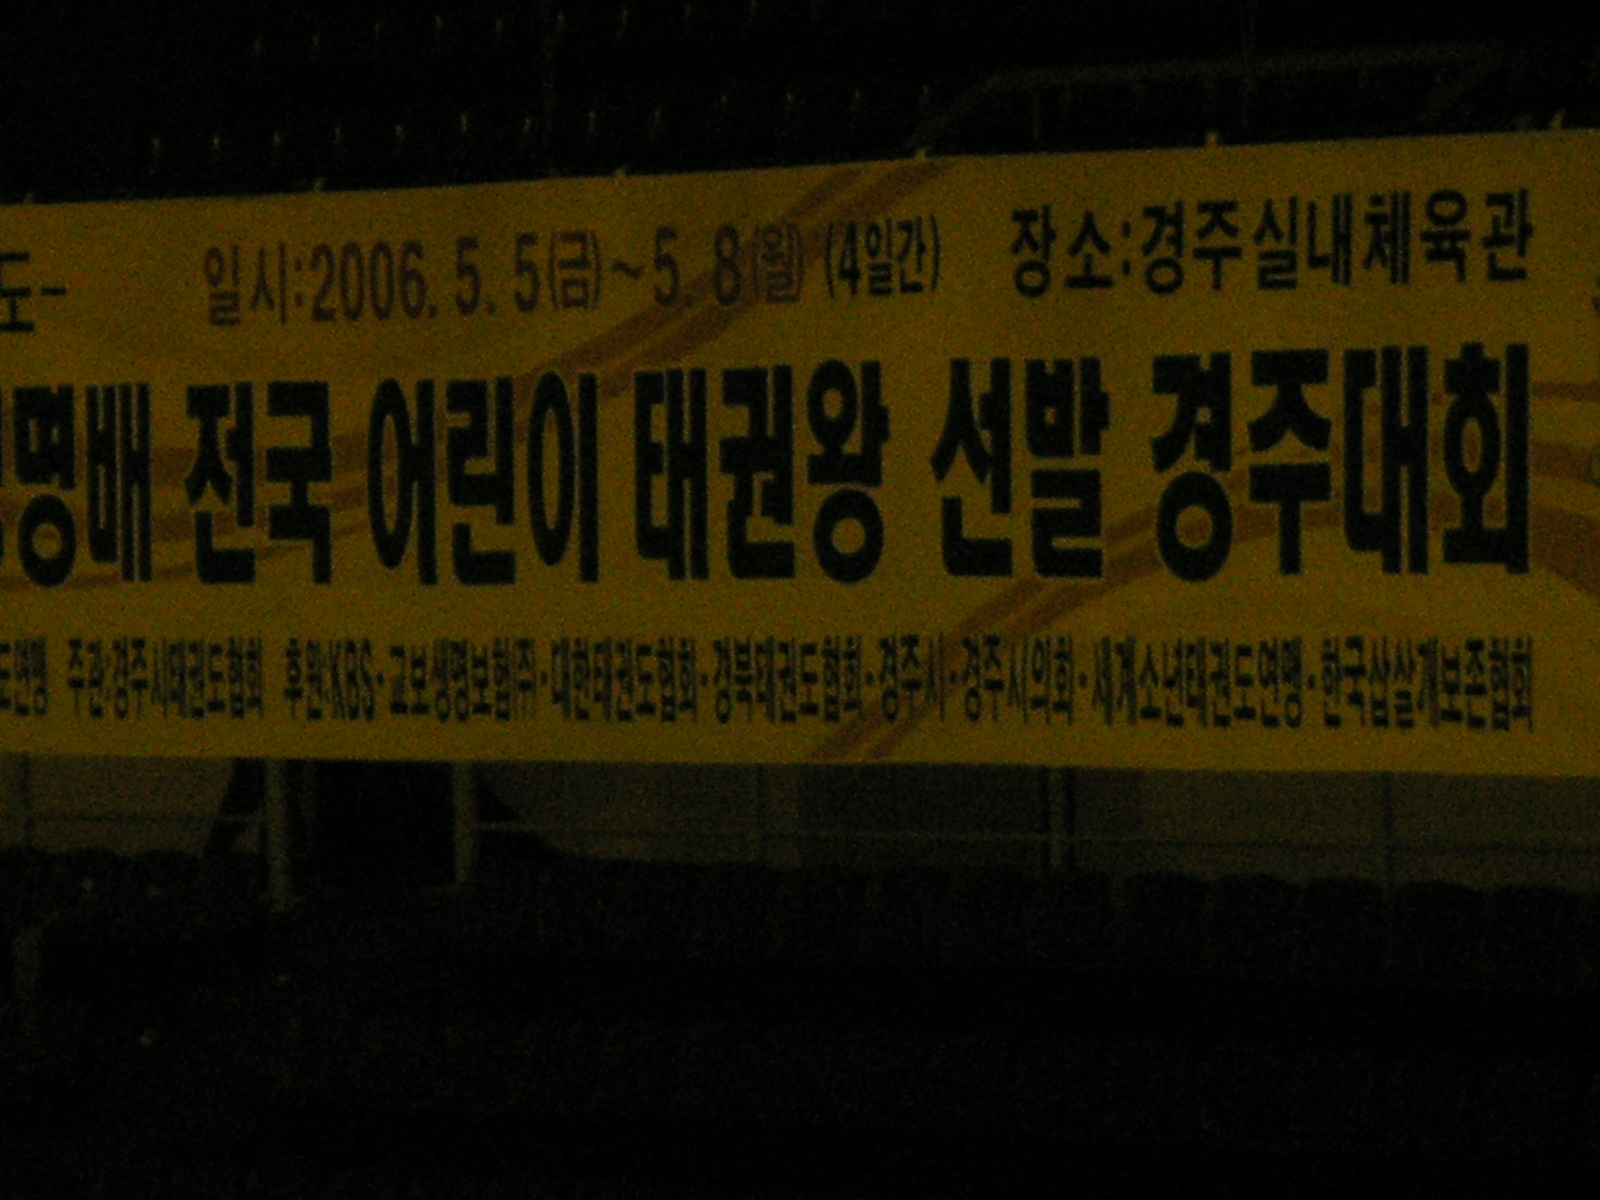 도- 일시:2006. 5. 5(금)~5. 8(월) (4일간) 장소:경주실내체육관
명배 전국 어린이 태권왕 선발 경주대회
도연맹 주관:경주시태권도협회 후원:KBS·교보생명보험(주)·대한태권도협회·경북태권도협회·경주시·경주시의회·세계소년태권도연맹·한국삽살개보존협회